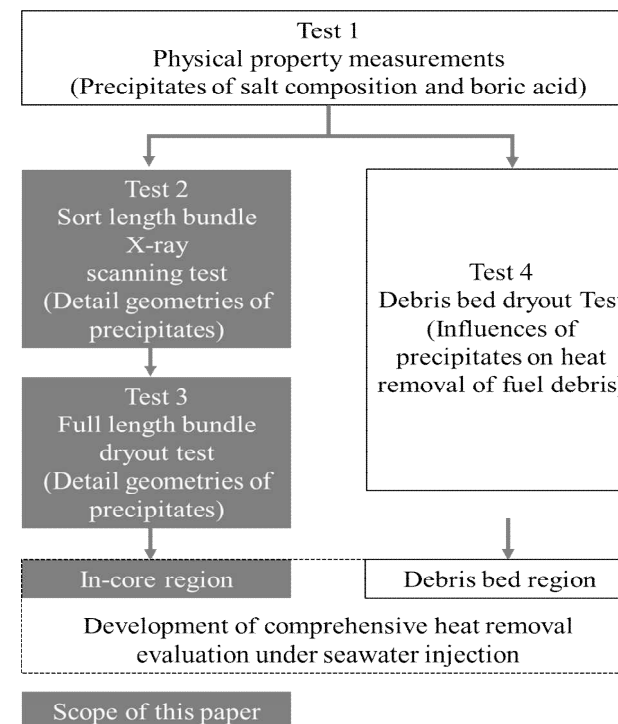 Test 1
Physical property measurements
(Precipitates of salt composition and boric acid)
Test 2
Sort length bundle
X-ray
scanning test
(Detail geometries of
precipitates)
Test 3
Full length bundle
dryout test
(Detail geometries of
precipitates)
Test 4
Debris bed dryout Test
(Influences of
precipitates on heat
removal of fuel debris)
In-core region
Debris bed region
Development of comprehensive heat removal
evaluation under seawater injection
Scope of this paper